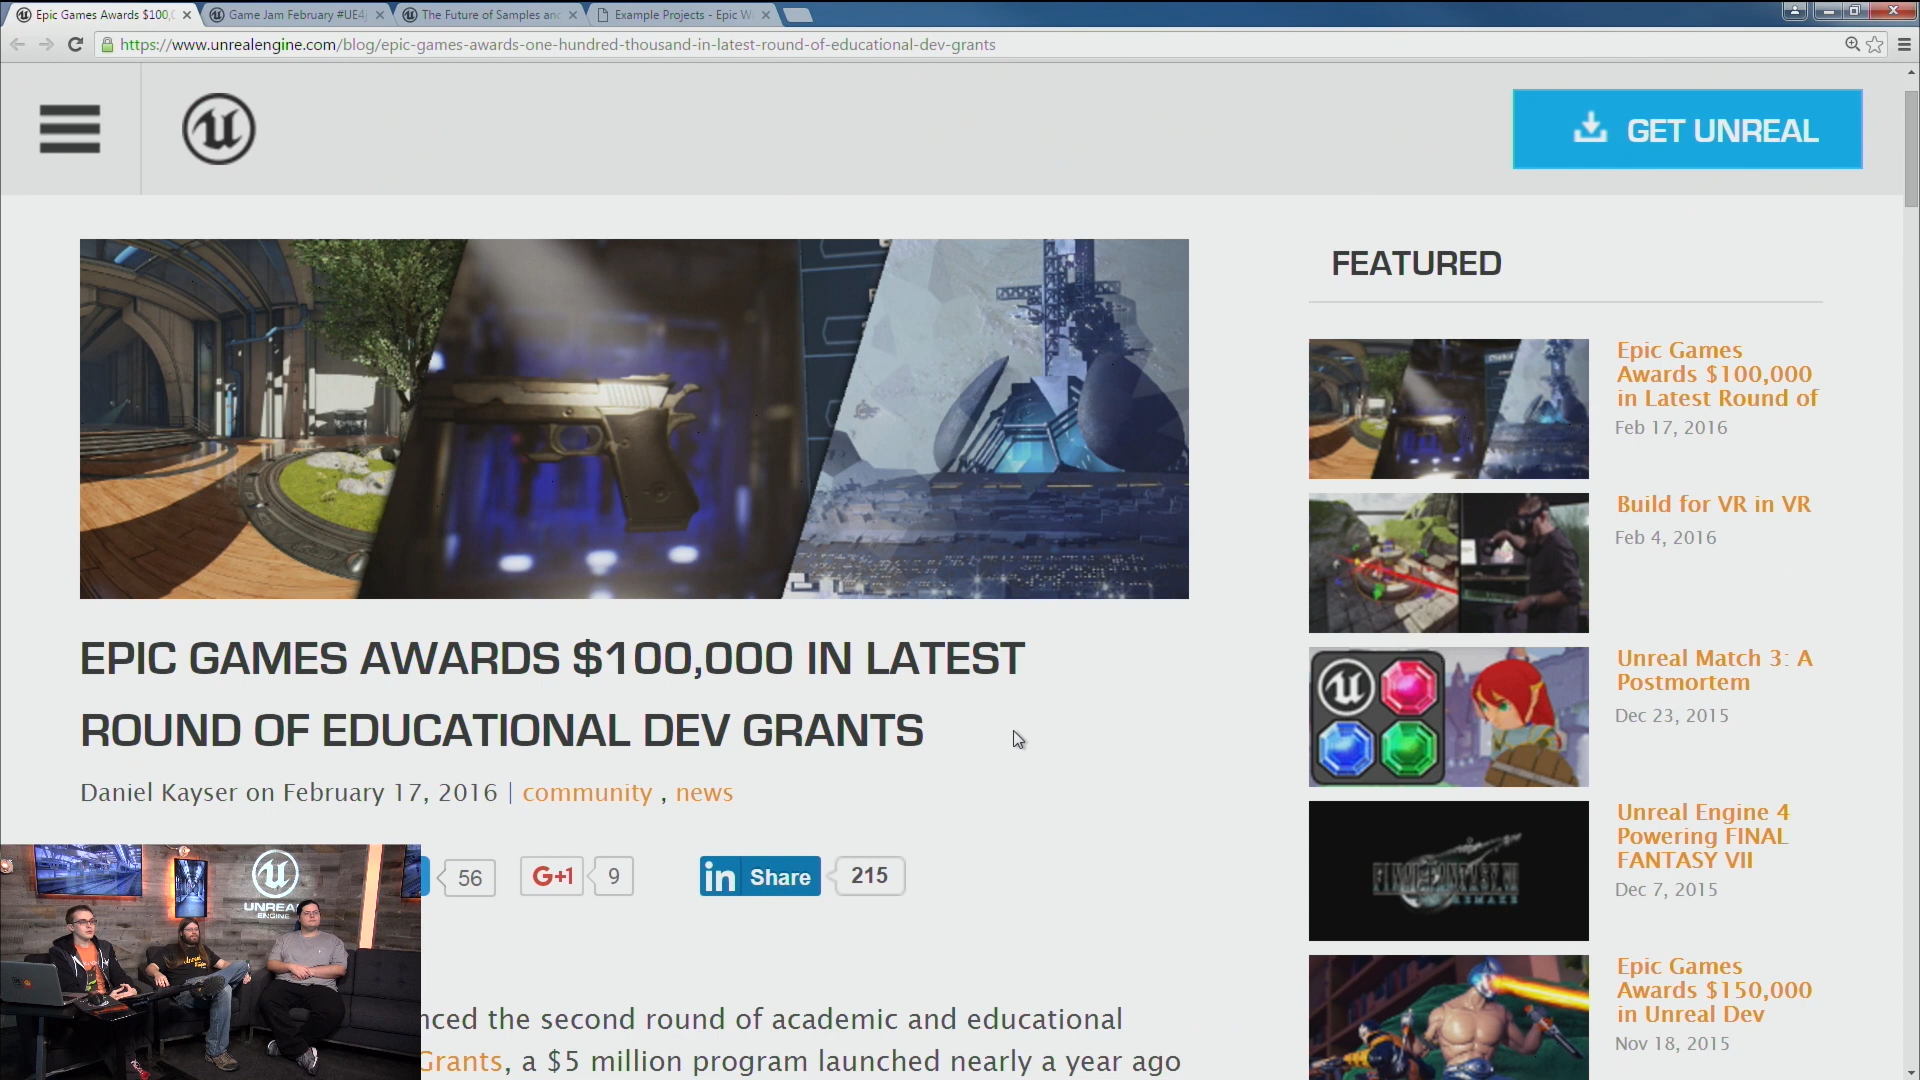 Epic Games Awards $100,
Game Jam February #UE4
The Future of Samples and
Example Projects - Epic W
https://www.unrealengine.com/blog/epic-games-awards-one-hundred-thousand-in-latest-round-of-educational-dev-grants
GET UNREAL
EPIC GAMES AWARDS $100,000 IN LATEST
ROUND OF EDUCATIONAL DEV GRANTS
Daniel Kayser on February 17, 2016 | community , news
56
G+1
9
in Share
215
nced the second round of academic and educational
Grants, a $5 million program launched nearly a year ago
UNREAL
ENGINE
FEATURED
Epic Games
Awards $100,000
in Latest Round of
Feb 17, 2016
Build for VR in VR
Feb 4, 2016
Unreal Match 3: A
Postmortem
Dec 23, 2015
FINAL FANTASY VII
REMAKE
Unreal Engine 4
Powering FINAL
FANTASY VII
Dec 7, 2015
Epic Games
Awards $150,000
in Unreal Dev
Nov 18, 2015